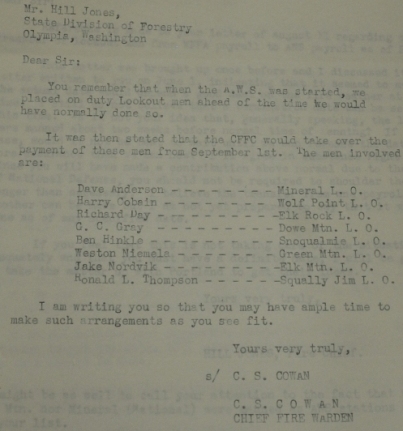 Mr. Hill Jones,
State Division of Forestry
Olympia, Washington
Dear Sir:
You remember that when the A.W.S. was started, we
placed on duty Lookout men ahead of the time we would
have normally done so.
It was then stated that the CFFC would take over the
payment of these men from September 1st. The men involved
are:
Dave Anderson - - - - - - - - - Mineral L. O.
Harry Cobain - - - - - - - - - Wolf Point L. O.
Richard Day - - - - - - - - - Elk Rock L. O.
G. C. Gray - - - - - - - - - Dowe Mtn. L. O.
Ben Hinkle - - - - - - - - - Snoqualmie L. O.
Weston Niemela - - - - - - - - - Green Mtn. L. O.
Jake Nordvik - - - - - - - - - Elk Mtn. L. O.
Ronald L. Thompson - - - - - - - Squally Jim L. O.
I am writing you so that you may have ample time to
make such arrangements as you see fit.
Yours very truly,
s/ C. S. COWAN
C. S. C O W A N
CHIEF FIRE WARDEN